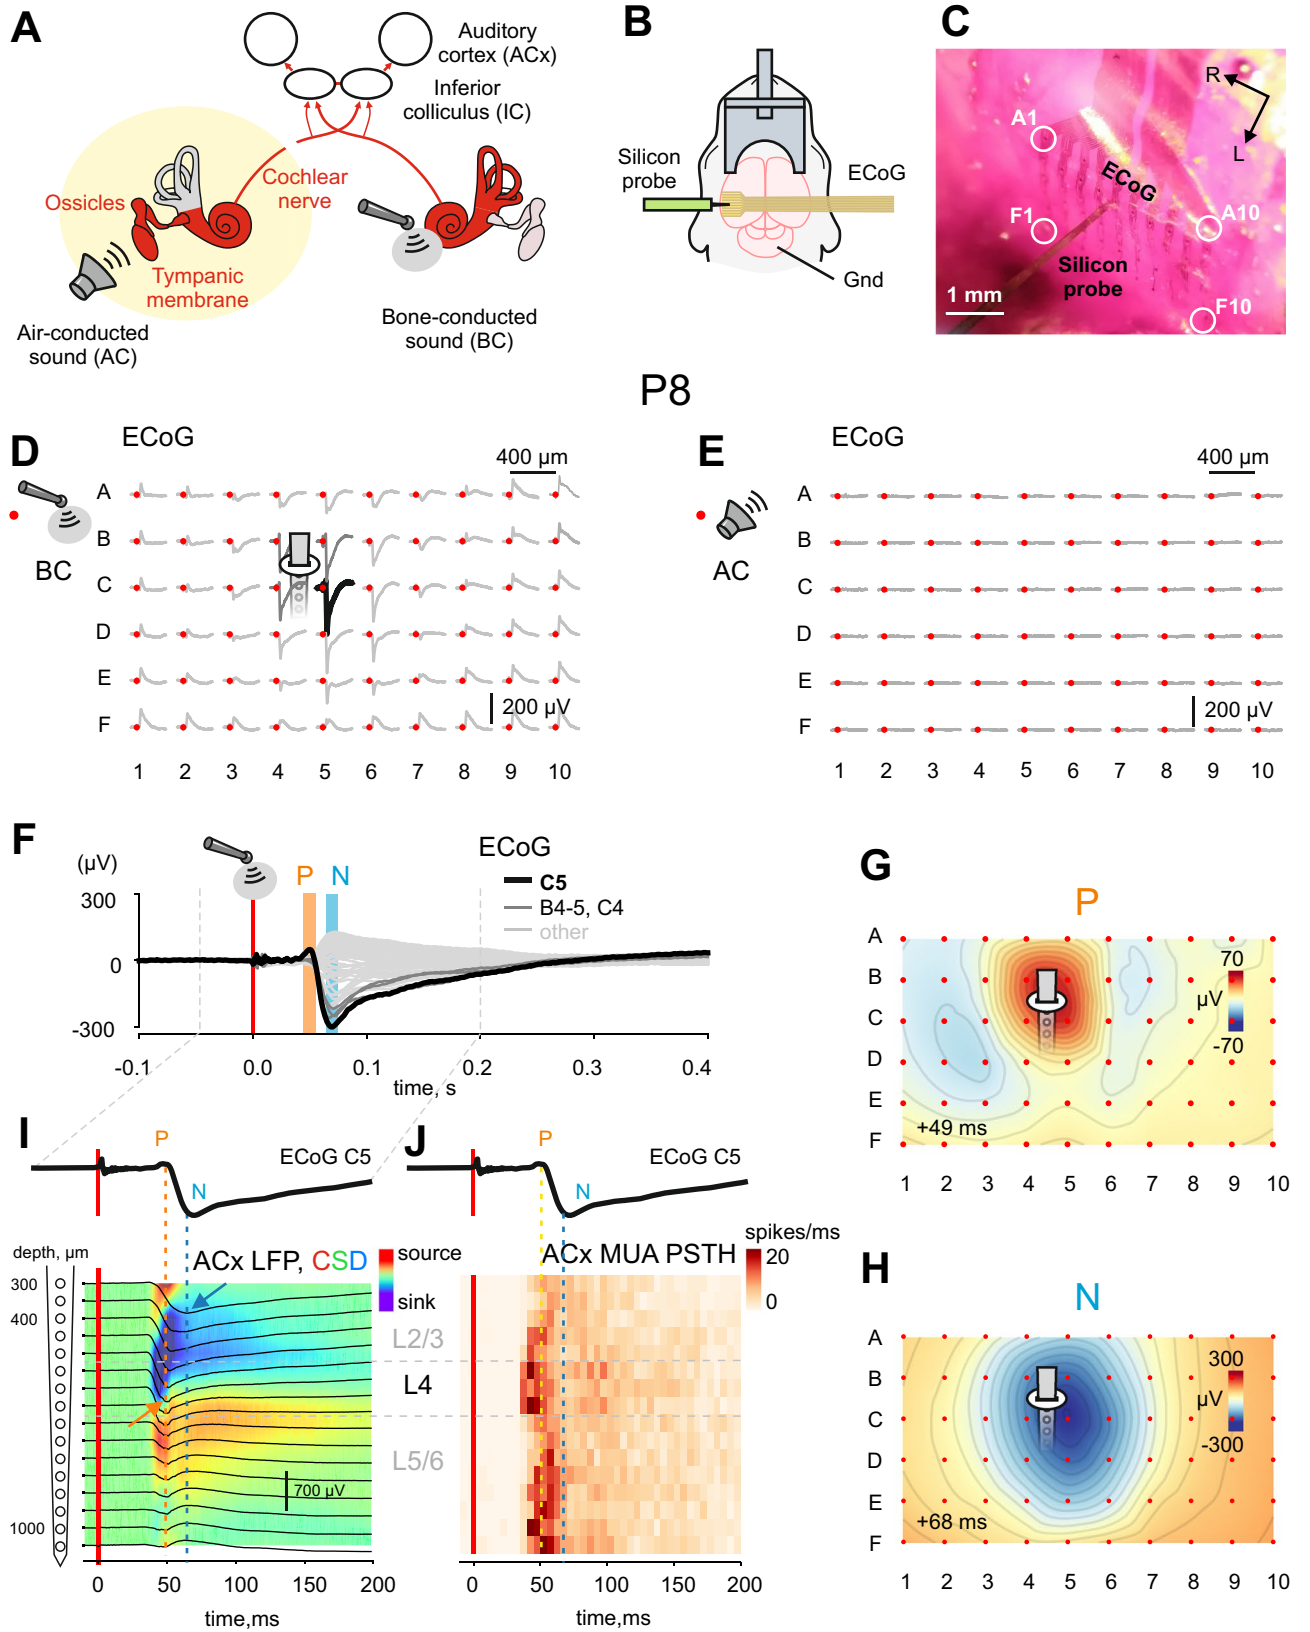 A
Auditory
cortex (ACx)
Inferior
colliculus (IC)
Ossicles
Cochlear
nerve
Tympanic
membrane
Air-conducted
sound (AC)
Bone-conducted
sound (BC)
B
Silicon
probe
ECoG
Gnd
C
R
L
A1
ECoG
F1
A10
Silicon
probe
1 mm
F10
P8
D
ECoG
400 µm
BC
A
B
C
D
E
F
200 µV
1 2 3 4 5 6 7 8 9 10
E
ECoG
400 µm
AC
A
B
C
D
E
F
200 µV
1 2 3 4 5 6 7 8 9 10
F
(µV)
300
0
-300
P N
ECoG
C5
B4-5, C4
other
-0.1 0.0 0.1 0.2 0.3 0.4
time, s
G
P
A
B
C
D
E
F
70
µV
-70
+49 ms
1 2 3 4 5 6 7 8 9 10
H
N
A
B
C
D
E
F
300
µV
-300
+68 ms
1 2 3 4 5 6 7 8 9 10
I
P
ECoG C5
N
depth, µm
ACx LFP, CSD
source
sink
300
400
1000
L2/3
L4
L5/6
700 µV
0 50 100 150 200
time,ms
J
P
ECoG C5
N
spikes/ms
ACx MUA PSTH
20
0
0 50 100 150 200
time,ms